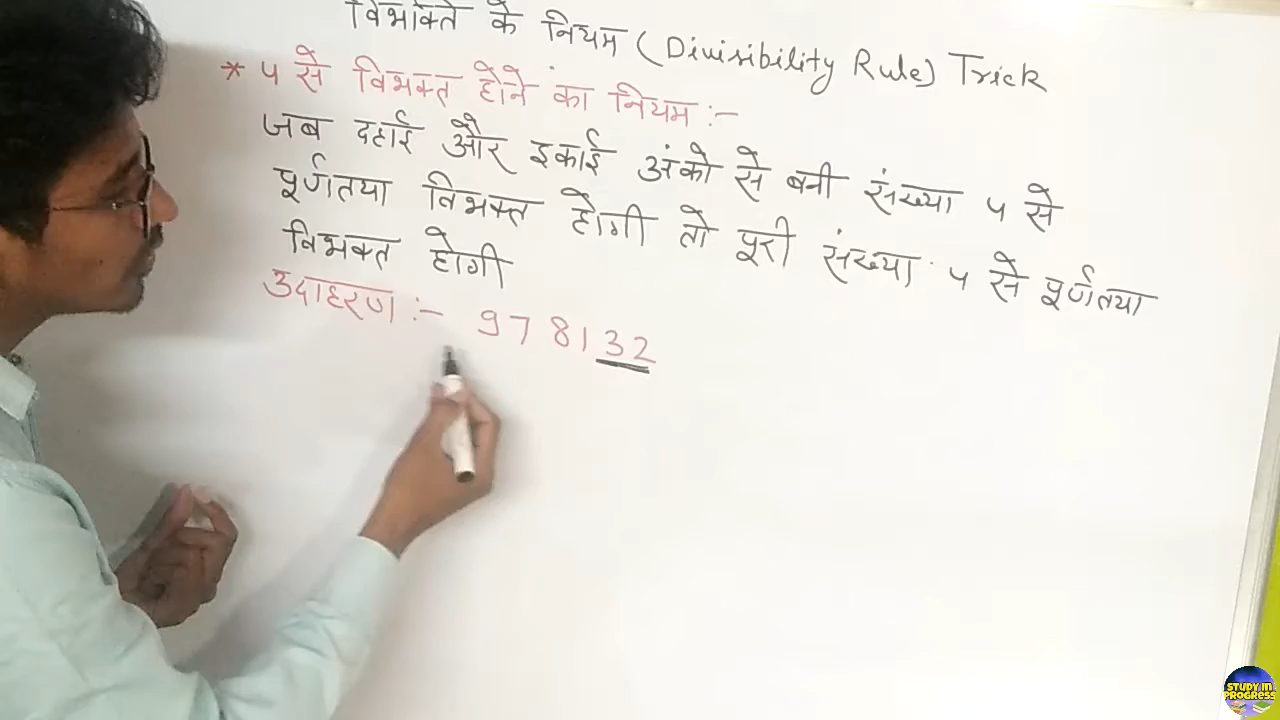 विभक्ति के नियम (Divisibility Rule) Trick
* 4 से विभक्त होने का नियम :-
जब दहाई और इकाई अंको से बनी संख्या 4 से
पूर्णतया विभक्त होगी तो पूरी संख्या 4 से पूर्णतया
विभक्त होगी
उदाहरण :- 978132
STUDY IN
PROGRESS